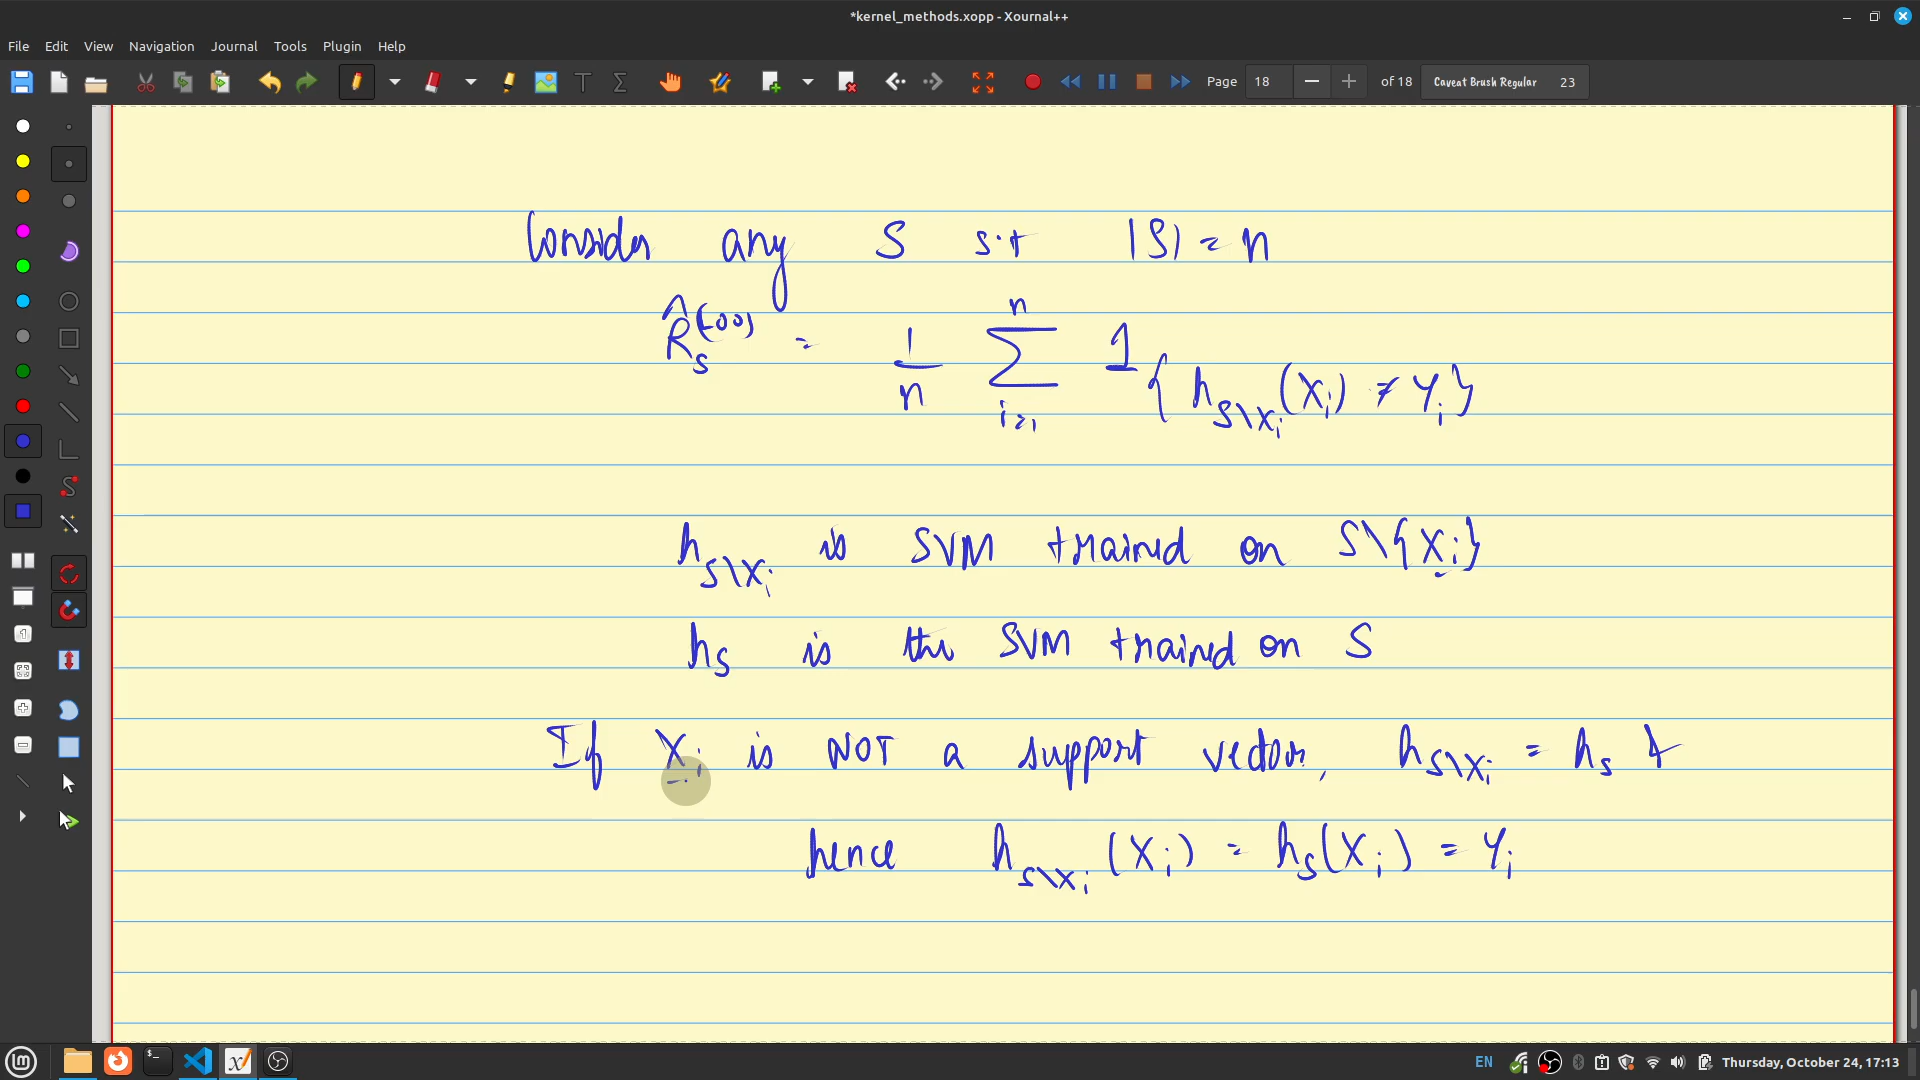 *kernel_methods.xopp - Xournal++
File Edit View Navigation Journal Tools Plugin Help
Page 18 of 18 Caveat Brush Regular 23
Consider any S s.t |S| = n
R̂_S^(LOO) = 1/n Σ_{i=1}^{n} 1_{ h_{S\X_i}(X_i) ≠ Y_i }
h_{S\X_i} is SVM trained on S\{X_i}
h_S is the SVM trained on S
If X_i is NOT a support vector, h_{S\X_i} = h_S &
hence h_{S\X_i}(X_i) = h_S(X_i) = Y_i
EN Thursday, October 24, 17:13